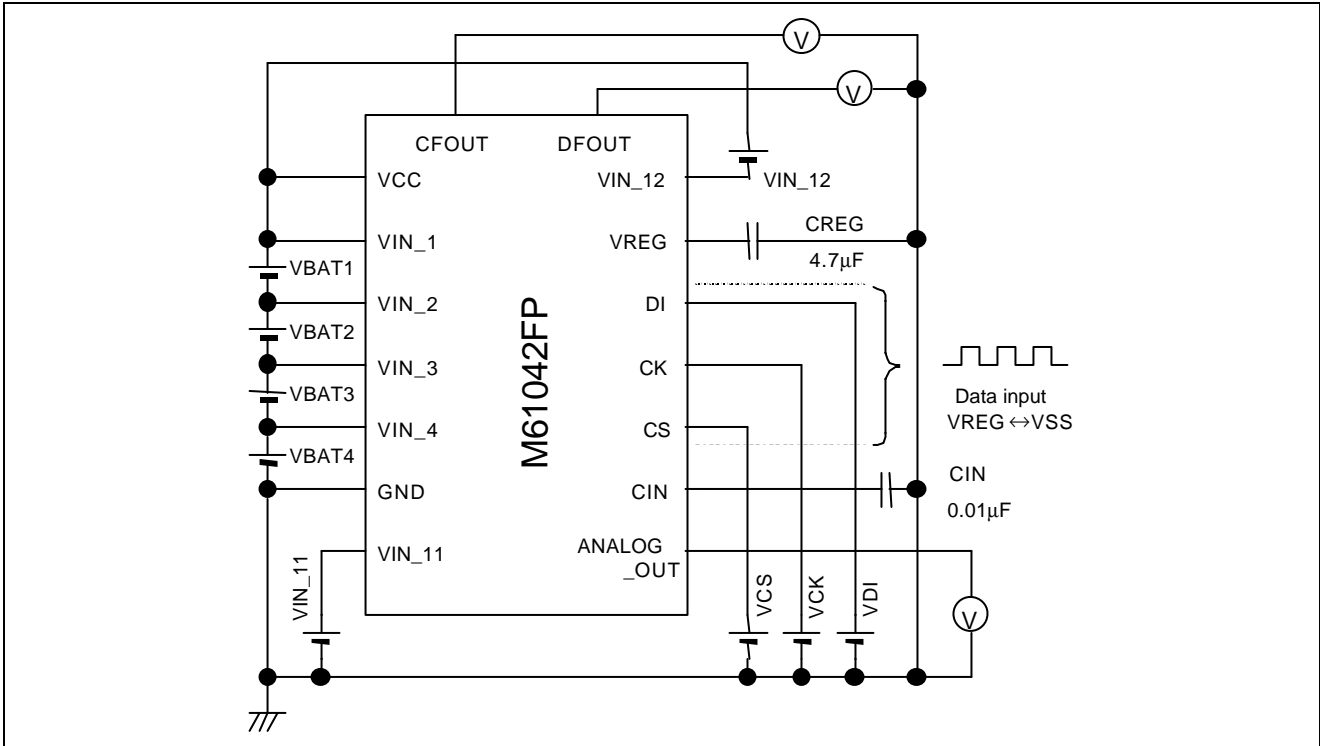 V
V
CFOUT
DFOUT
VCC
VIN_12
VIN_12
VIN_1
VREG
CREG
4.7μF
VBAT1
VIN_2
DI
VBAT2
M61042FP
VIN_3
CK
VBAT3
Data input
VREG ↔VSS
VIN_4
CS
VBAT4
GND
CIN
CIN
0.01μF
VIN_11
ANALOG
_OUT
VIN_11
VCS
VCK
VDI
V